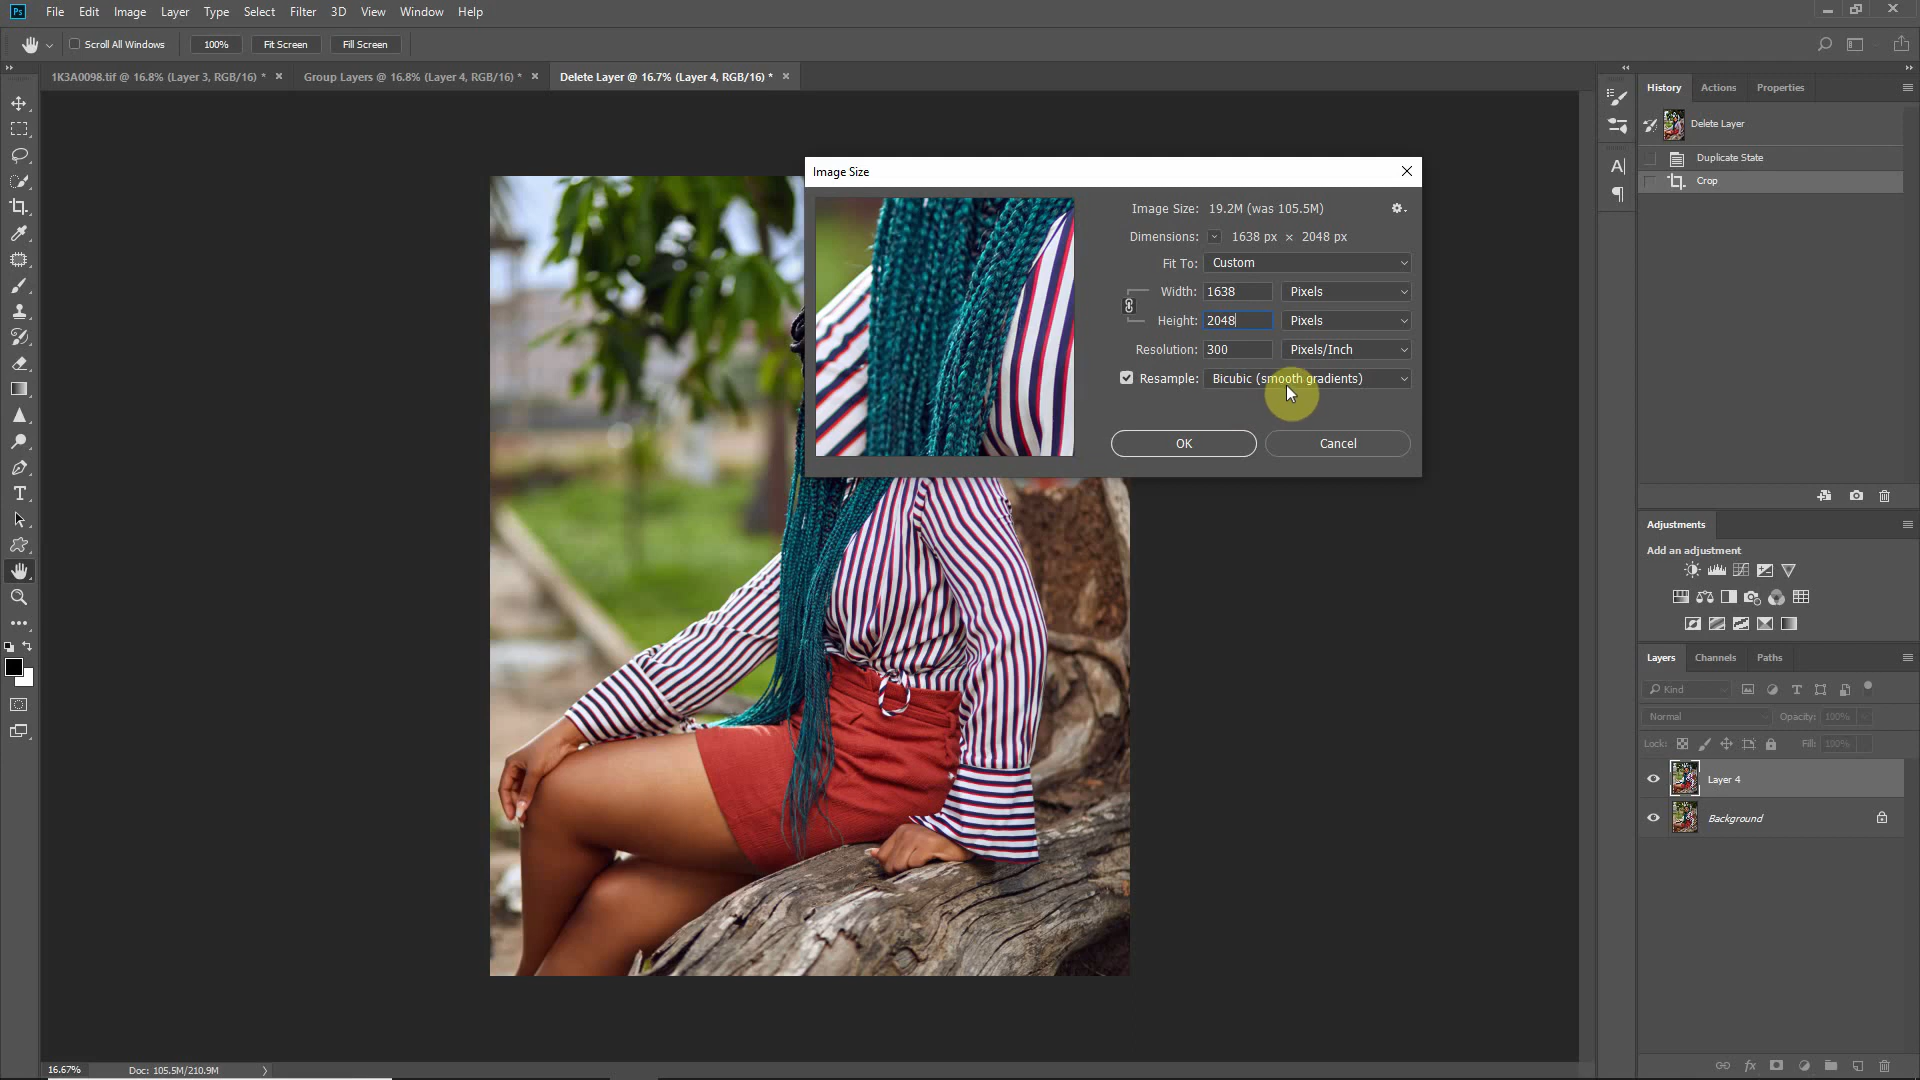 Ps File Edit Image Layer Type Select Filter 3D View Window Help
Scroll All Windows 100% Fit Screen Fill Screen
1K3A0098.tif @ 16.8% (Layer 3, RGB/16) * × Group Layers @ 16.8% (Layer 4, RGB/16) * × Delete Layer @ 16.7% (Layer 4, RGB/16) * ×
History Actions Properties
Delete Layer
Duplicate State
Crop
Image Size
Image Size: 19.2M (was 105.5M)
Dimensions: 1638 px × 2048 px
Fit To: Custom
Width: 1638 Pixels
Height: 2048 Pixels
Resolution: 300 Pixels/Inch
Resample: Bicubic (smooth gradients)
OK Cancel
Adjustments
Add an adjustment
Layers Channels Paths
Kind
Normal Opacity: 100%
Lock: Fill: 100%
Layer 4
Background
16.67% Doc: 105.5M/210.9M